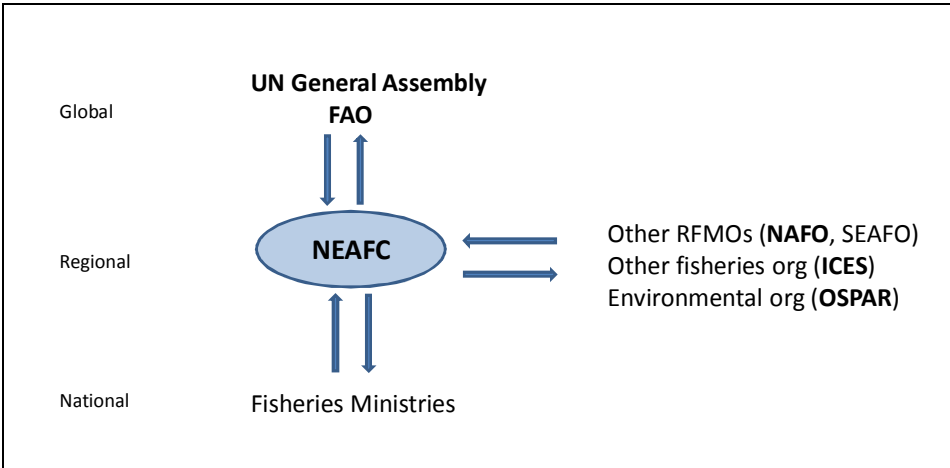 UN General Assembly
Global
FAO
NEAFC
Other RFMOs (NAFO, SEAFO)
Regional
Other fisheries org (ICES)
Environmental org (OSPAR)
National
Fisheries Ministries